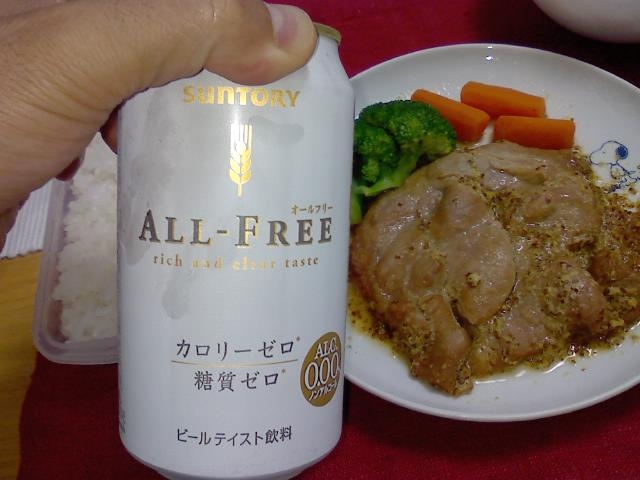 SUNTORY
オールフリー
ALL-FREE
rich and clear taste
カロリーゼロ*
糖質ゼロ*
ALC.
0.00%
ノンアルコール
ビールテイスト飲料